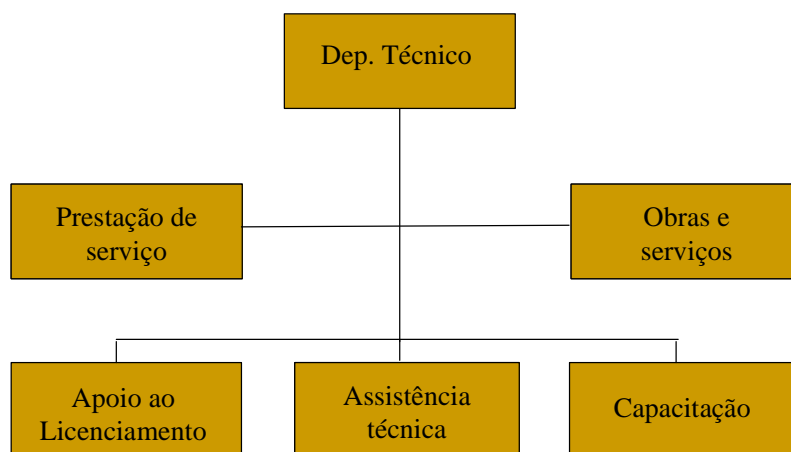 Dep. Técnico
Prestação de
serviço
Obras e
serviços
Apoio ao
Licenciamento
Assistência
técnica
Capacitação